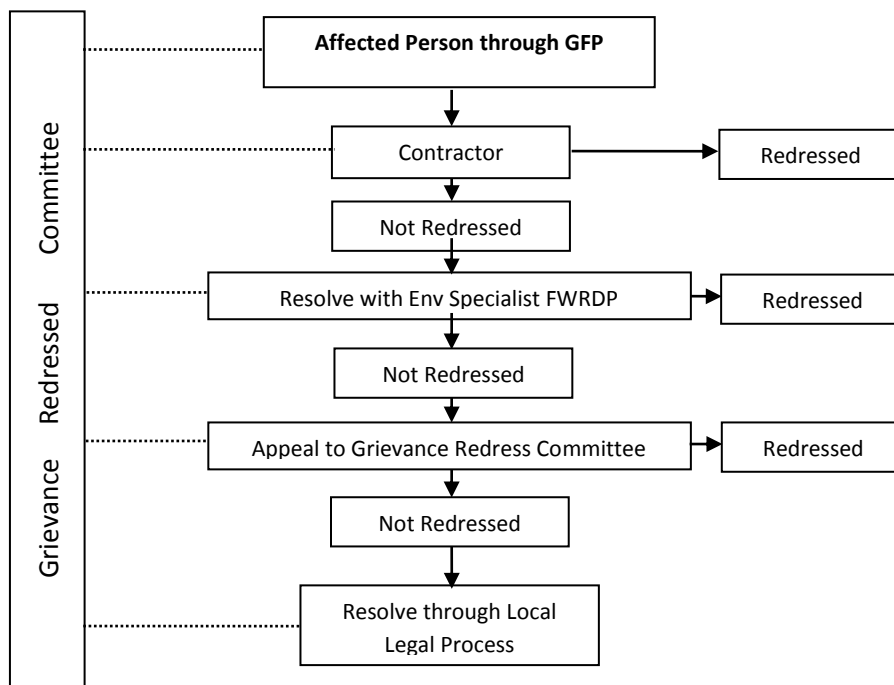 Affected Person through GFP
Contractor
Redressed
Not Redressed
Resolve with Env Specialist FWRDP
Redressed
Not Redressed
Appeal to Grievance Redress Committee
Redressed
Not Redressed
Resolve through Local
Legal Process
Grievance Redressed Committee